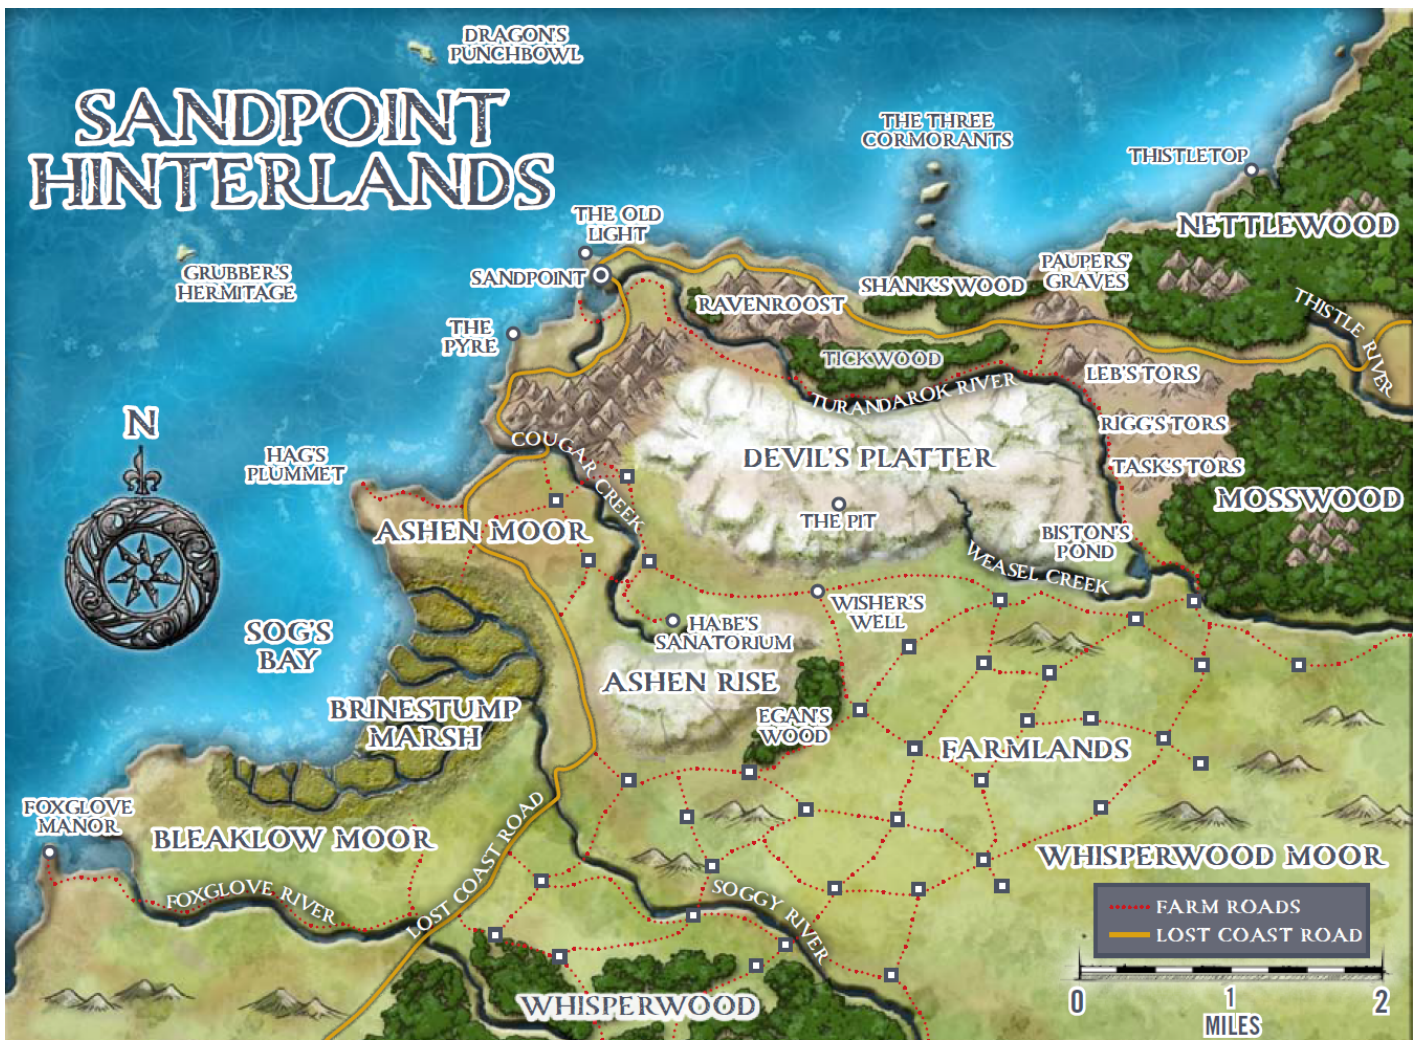 DRAGON'S
PUNCHBOWL
SANDPOINT
HINTERLANDS
THE THREE
CORMORANTS
THISTLETOP
NETTLEWOOD
THE OLD
LIGHT
SANDPOINT
GRUBBER'S
HERMITAGE
PAUPERS'
GRAVES
SHANK'S WOOD
RAVENROOST
THISTLE RIVER
THE
PYRE
TICKWOOD
LEB'S TORS
TURANDAROK RIVER
N
RIGG'S TORS
COUGAR CREEK
HAG'S
PLUMMET
DEVIL'S PLATTER
TASK'S TORS
MOSSWOOD
THE PIT
ASHEN MOOR
BISTON'S
POND
WEASEL CREEK
WISHER'S
WELL
HABE'S
SANATORIUM
SOG'S
BAY
ASHEN RISE
BRINESTUMP
MARSH
EGAN'S
WOOD
FARMLANDS
FOXGLOVE
MANOR
BLEAKLOW MOOR
LOST COAST ROAD
WHISPERWOOD MOOR
FOXGLOVE RIVER
SOGGY RIVER
FARM ROADS
LOST COAST ROAD
WHISPERWOOD
0 1 2
MILES